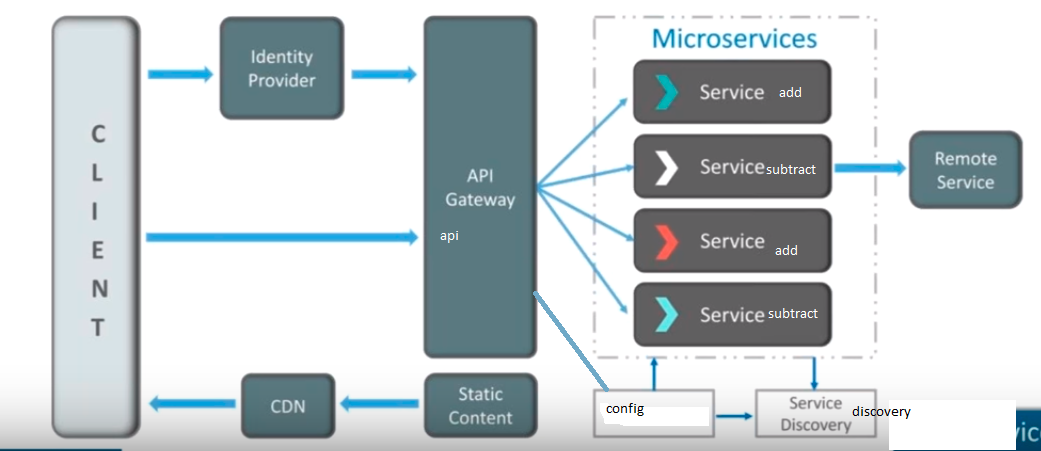 CLIENT
Identity
Provider
API
Gateway
api
Microservices
Service add
Service subtract
Service add
Service subtract
Remote
Service
CDN
Static
Content
config
Service
Discovery
discovery